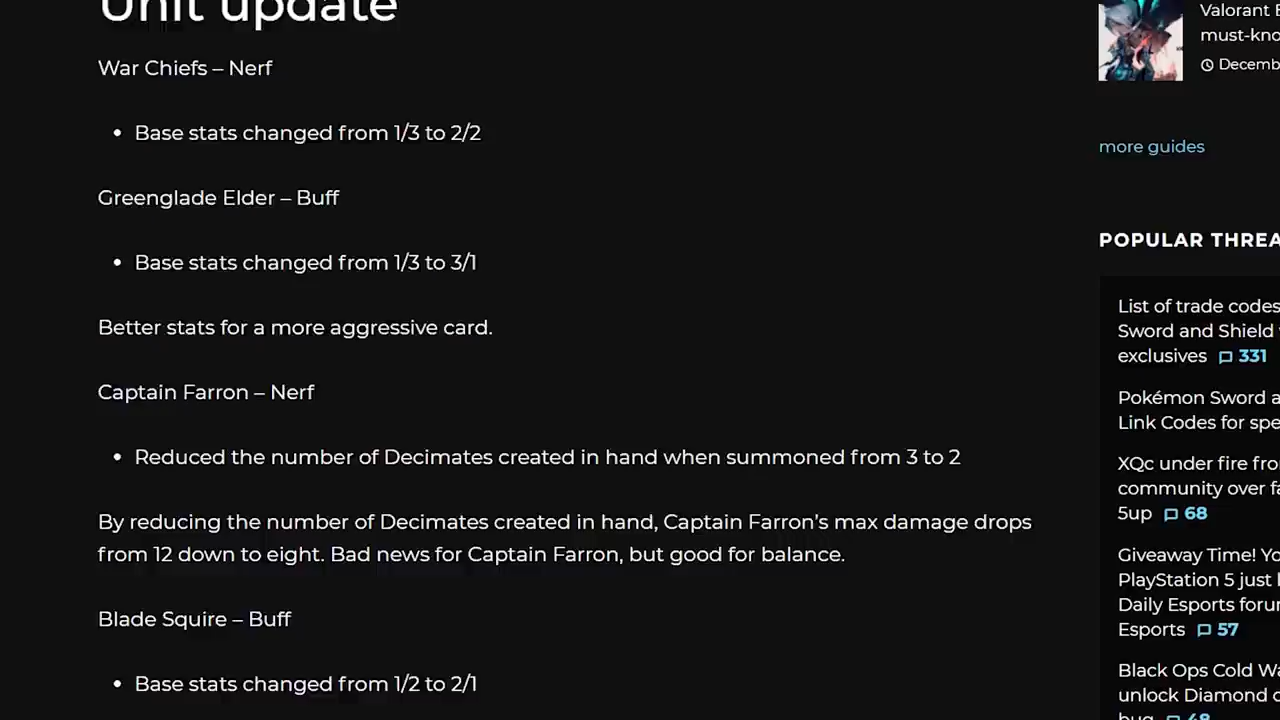 Unit update
War Chiefs – Nerf
• Base stats changed from 1/3 to 2/2
Greenglade Elder – Buff
• Base stats changed from 1/3 to 3/1
Better stats for a more aggressive card.
Captain Farron – Nerf
• Reduced the number of Decimates created in hand when summoned from 3 to 2
By reducing the number of Decimates created in hand, Captain Farron’s max damage drops
from 12 down to eight. Bad news for Captain Farron, but good for balance.
Blade Squire – Buff
• Base stats changed from 1/2 to 2/1
Valorant
must-kno
Decemb
more guides
POPULAR THREA
List of trade codes
Sword and Shield
exclusives 331
Pokémon Sword a
Link Codes for spe
XQc under fire fro
community over fa
5up 68
Giveaway Time! Yo
PlayStation 5 just
Daily Esports foru
Esports 57
Black Ops Cold Wa
unlock Diamond
bug 48